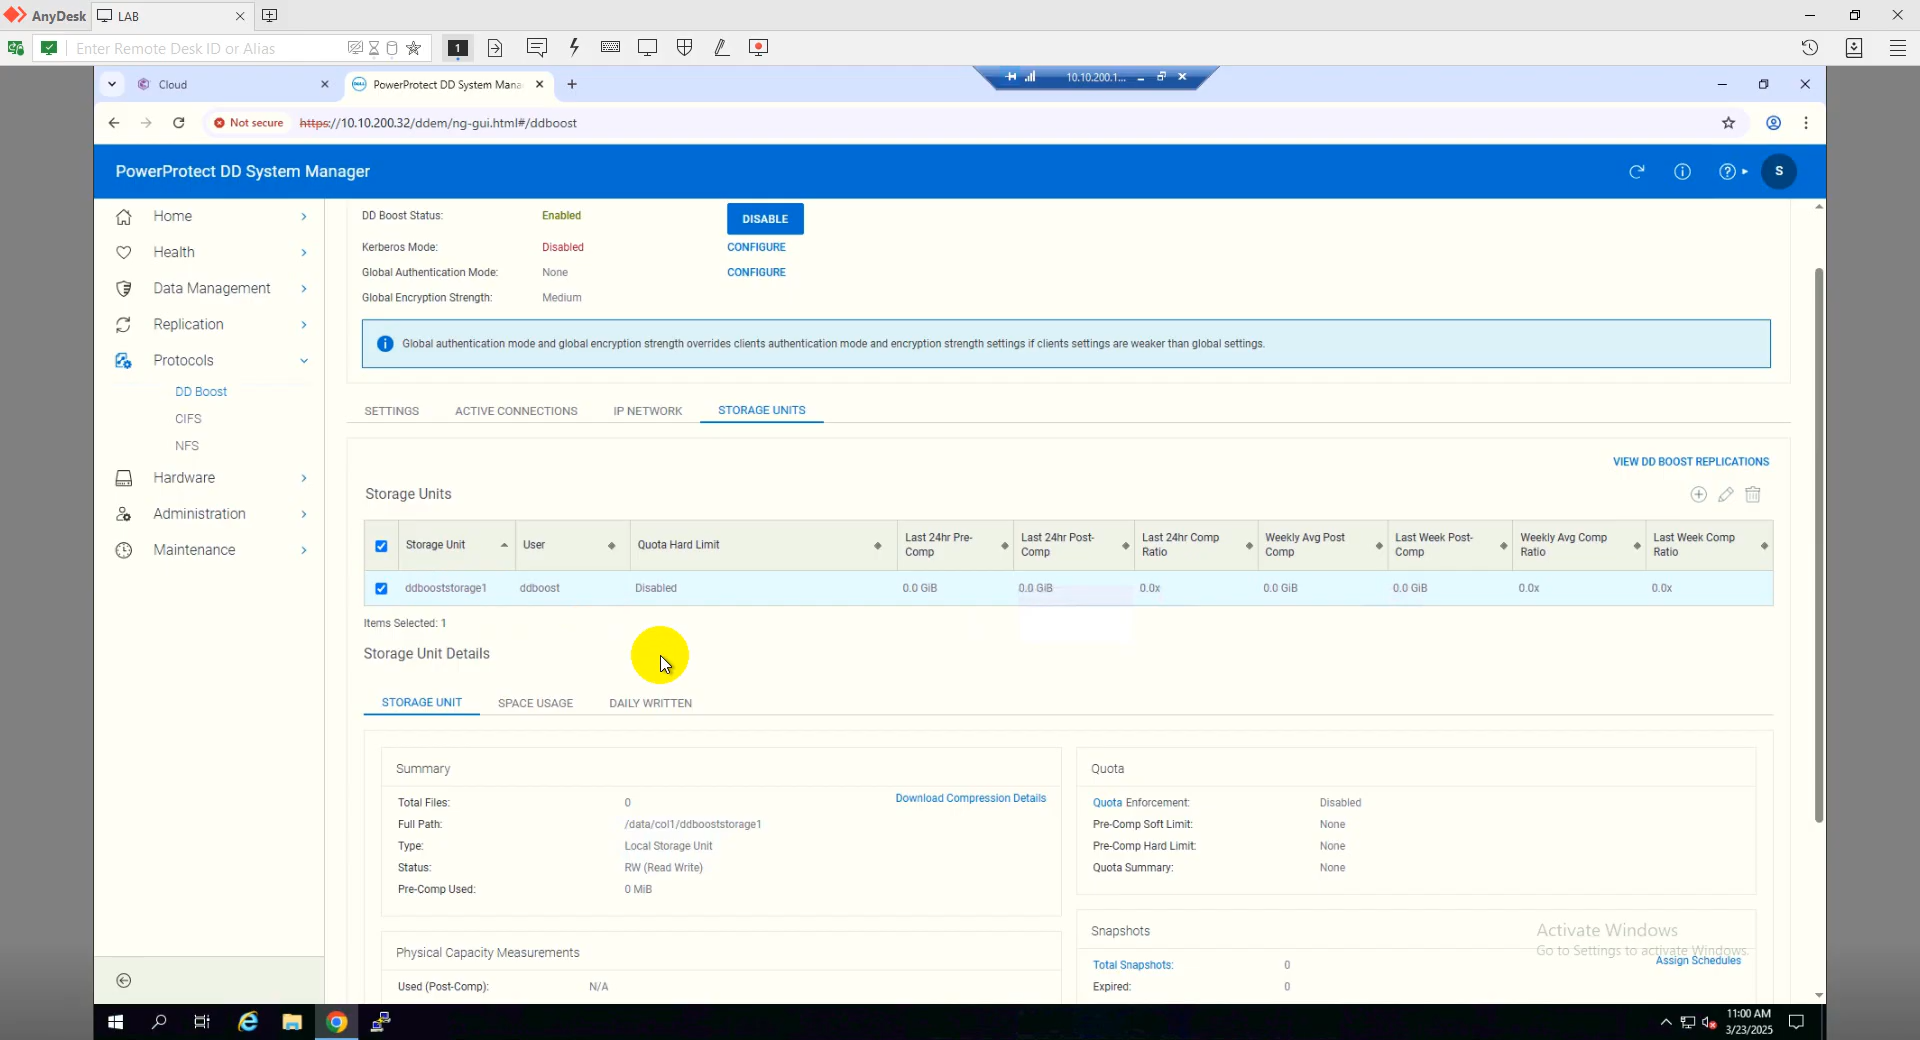 AnyDesk
LAB
Enter Remote Desk ID or Alias
1
Cloud
PowerProtect DD System Mana
10.10.200.1...
Not secure
https://10.10.200.32/ddem/ng-gui.html#/ddboost
PowerProtect DD System Manager
S
Home
Health
Data Management
Replication
Protocols
DD Boost
CIFS
NFS
Hardware
Administration
Maintenance
DD Boost Status: Enabled DISABLE
Kerberos Mode: Disabled CONFIGURE
Global Authentication Mode: None CONFIGURE
Global Encryption Strength: Medium
Global authentication mode and global encryption strength overrides clients authentication mode and encryption strength settings if clients settings are weaker than global settings.
SETTINGS ACTIVE CONNECTIONS IP NETWORK STORAGE UNITS
VIEW DD BOOST REPLICATIONS
Storage Units
Storage Unit User Quota Hard Limit Last 24hr Pre-Comp Last 24hr Post-Comp Last 24hr Comp Ratio Weekly Avg Post Comp Last Week Post-Comp Weekly Avg Comp Ratio Last Week Comp Ratio
ddbooststorage1 ddboost Disabled 0.0 GiB 0.0 GiB 0.0x 0.0 GiB 0.0 GiB 0.0x 0.0x
Items Selected: 1
Storage Unit Details
STORAGE UNIT SPACE USAGE DAILY WRITTEN
Summary
Total Files: 0 Download Compression Details
Full Path: /data/col1/ddbooststorage1
Type: Local Storage Unit
Status: RW (Read Write)
Pre-Comp Used: 0 MiB
Quota
Quota Enforcement: Disabled
Pre-Comp Soft Limit: None
Pre-Comp Hard Limit: None
Quota Summary: None
Physical Capacity Measurements
Used (Post-Comp): N/A
Snapshots
Total Snapshots: 0 Assign Schedules
Expired: 0
Activate Windows
Go to Settings to activate Windows.
11:00 AM
3/23/2025